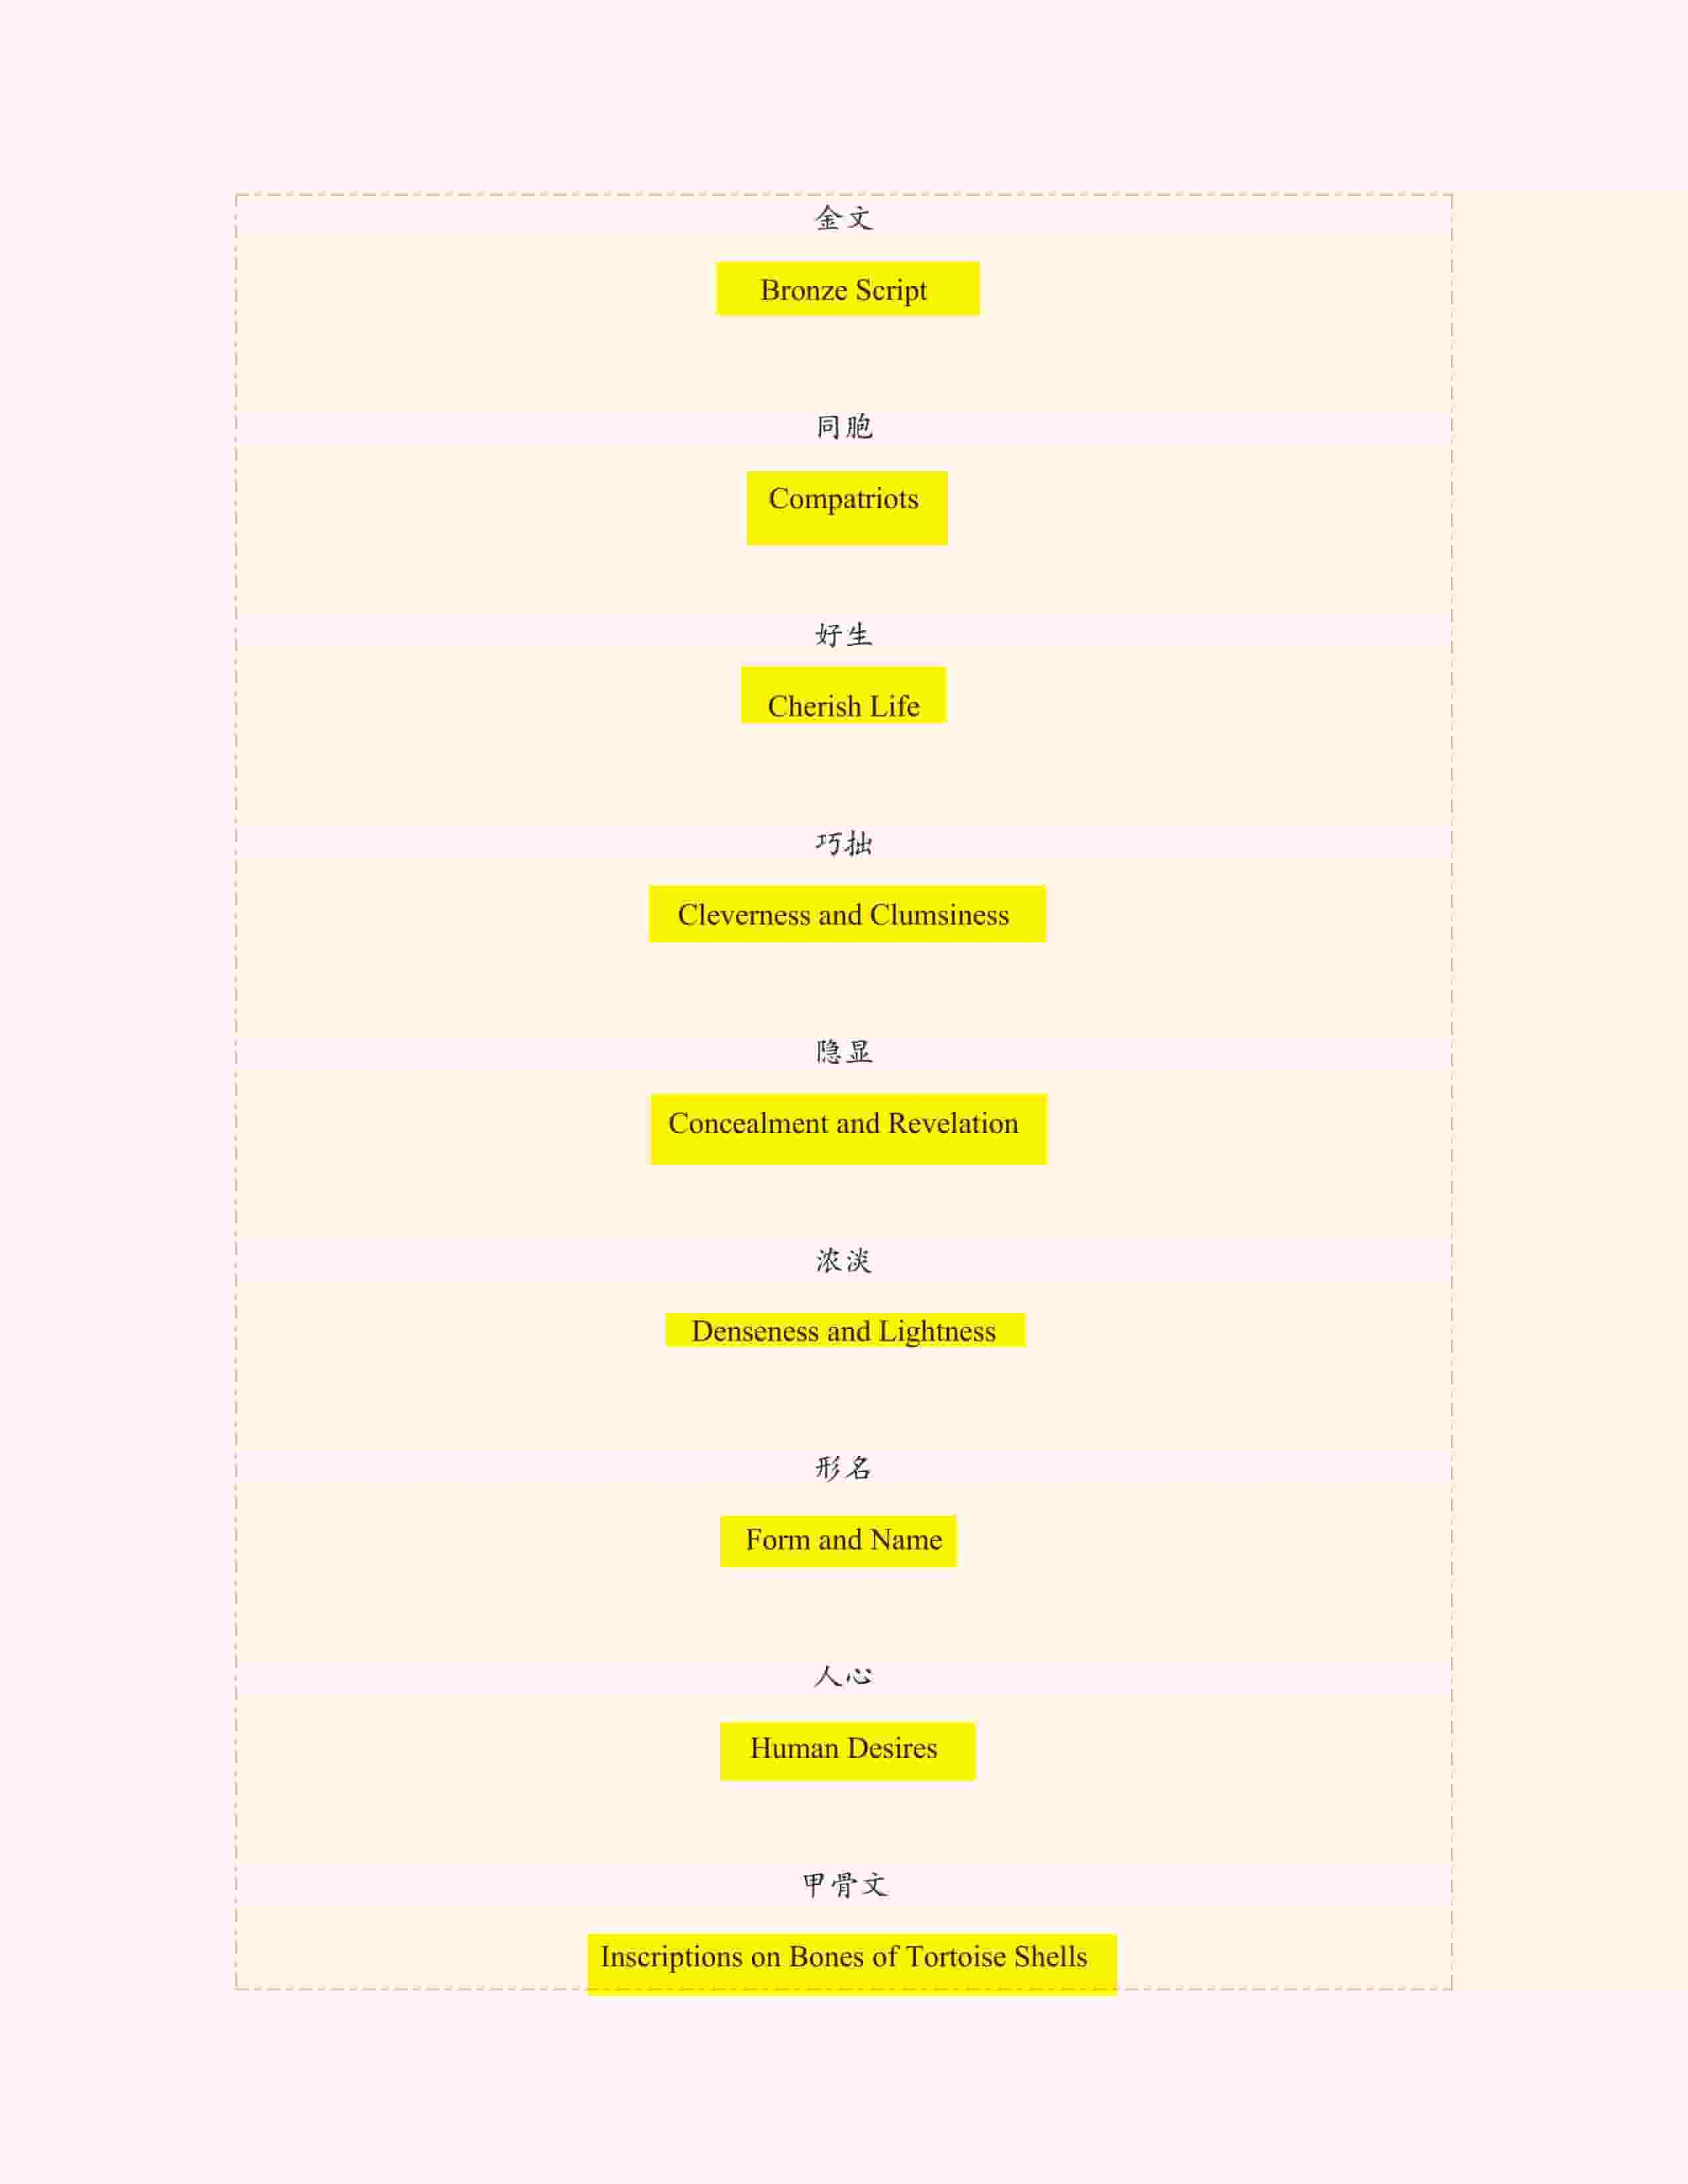 金文
Bronze Script
同胞
Compatriots
好生
Cherish Life
巧拙
Cleverness and Clumsiness
隐显
Concealment and Revelation
浓淡
Denseness and Lightness
形名
Form and Name
人心
Human Desires
甲骨文
Inscriptions on Bones of Tortoise Shells